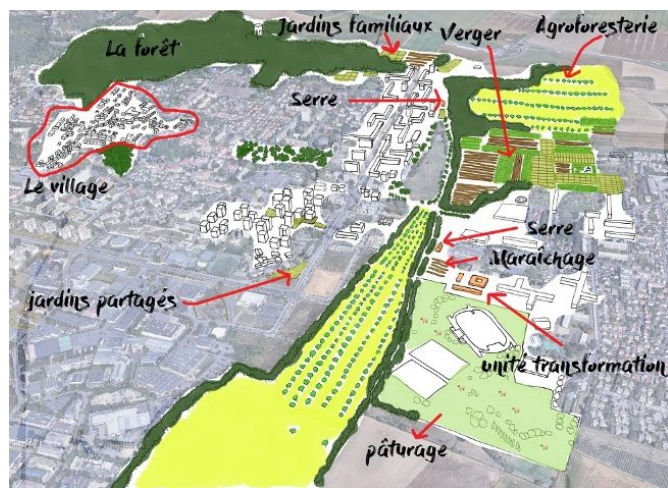 Jardins familiaux
Verger
Agroforesterie
La forêt
Serre
Le village
Serre
Maraîchage
jardins partagés
unité transformation
pâturage